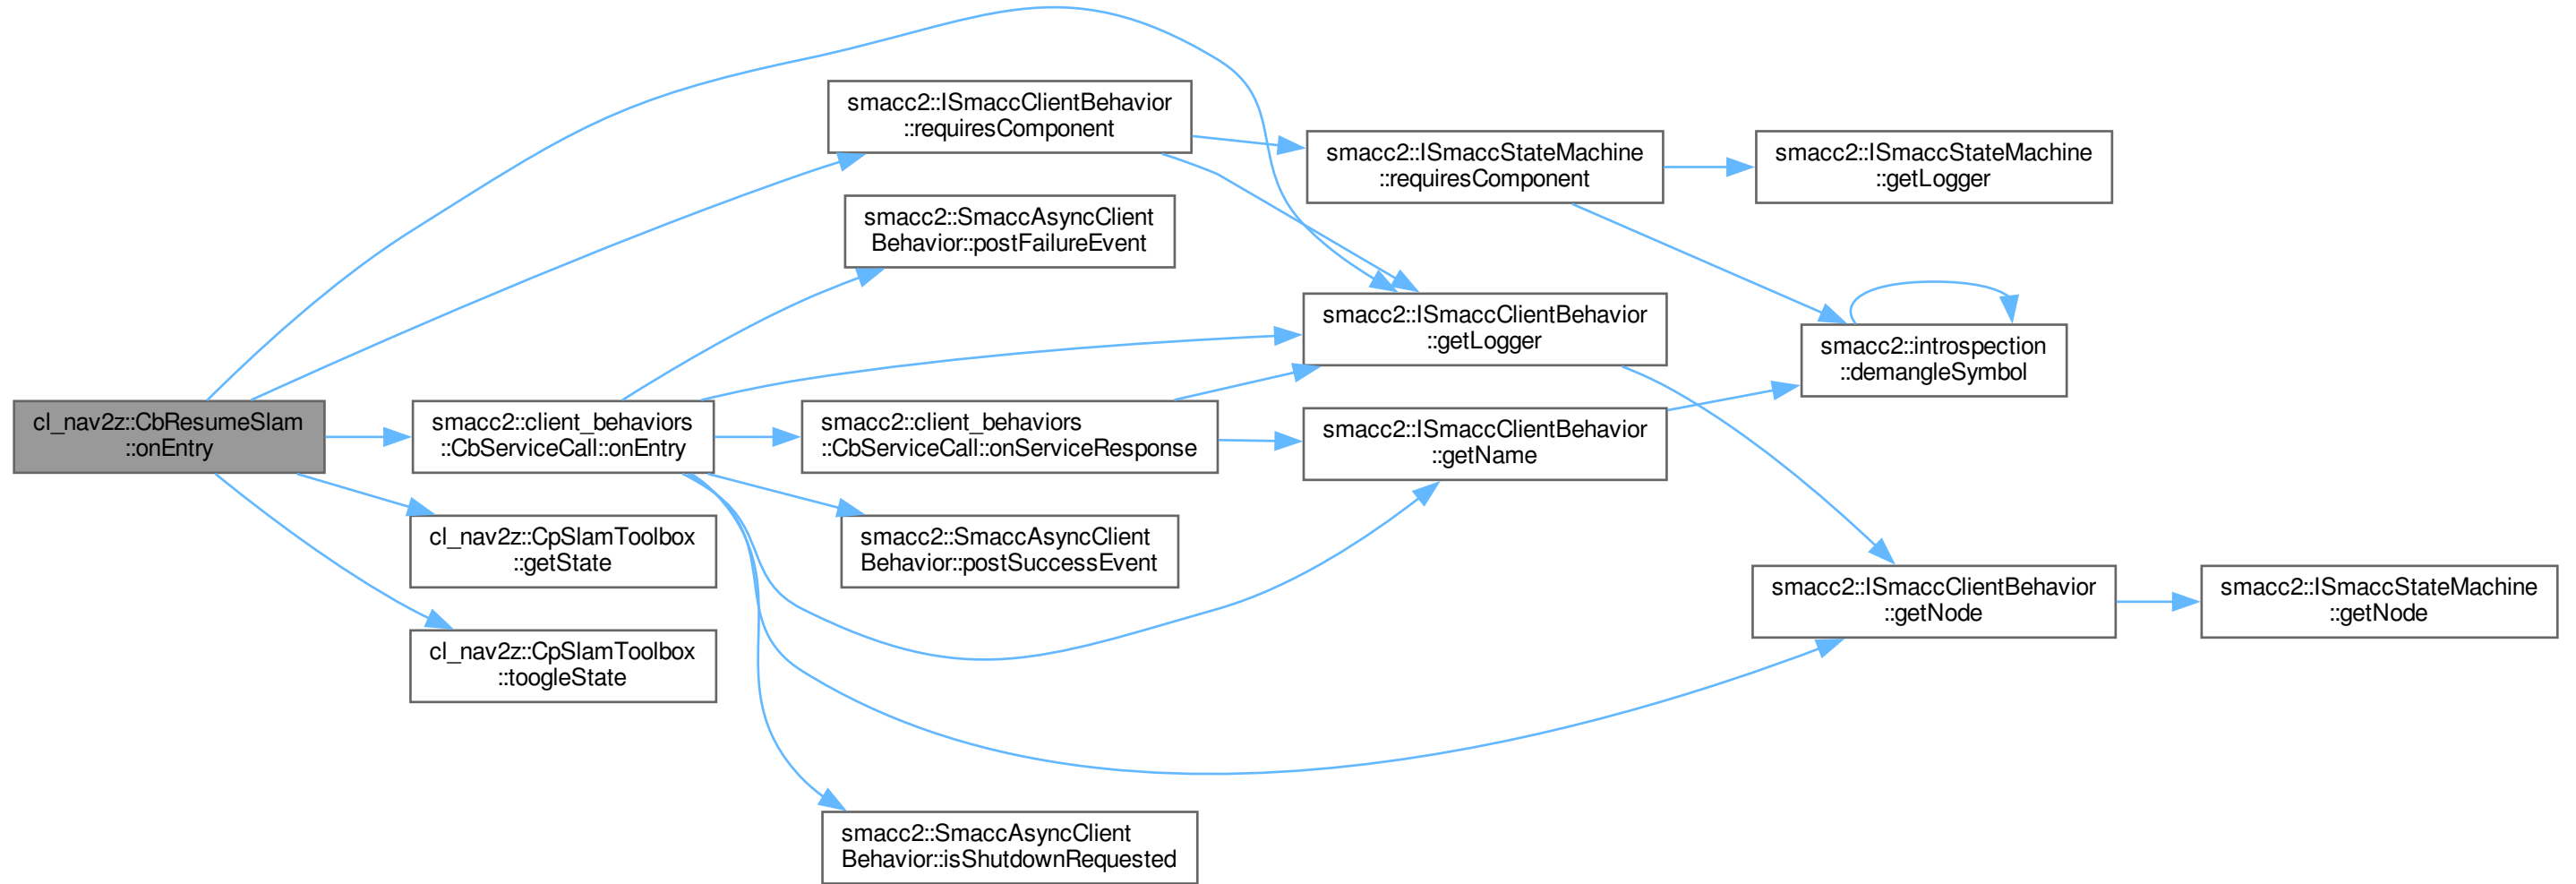 smacc2::ISmaccClientBehavior
::requiresComponent
smacc2::ISmaccStateMachine
::requiresComponent
smacc2::ISmaccStateMachine
::getLogger
smacc2::SmaccAsyncClient
Behavior::postFailureEvent
smacc2::ISmaccClientBehavior
::getLogger
smacc2::introspection
::demangleSymbol
cl_nav2z::CbResumeSlam
::onEntry
smacc2::client_behaviors
::CbServiceCall::onEntry
smacc2::client_behaviors
::CbServiceCall::onServiceResponse
smacc2::ISmaccClientBehavior
::getName
cl_nav2z::CpSlamToolbox
::getState
smacc2::SmaccAsyncClient
Behavior::postSuccessEvent
smacc2::ISmaccClientBehavior
::getNode
smacc2::ISmaccStateMachine
::getNode
cl_nav2z::CpSlamToolbox
::toogleState
smacc2::SmaccAsyncClient
Behavior::isShutdownRequested